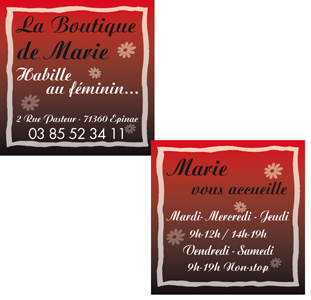 La Boutique
de Marie
Habille
au féminin...
2 Rue Pasteur - 71360 Epinac
03 85 52 34 11
Marie
vous accueille
Mardi- Mercredi - Jeudi
9h-12h / 14h-19h
Vendredi - Samedi
9h-19h Non-stop